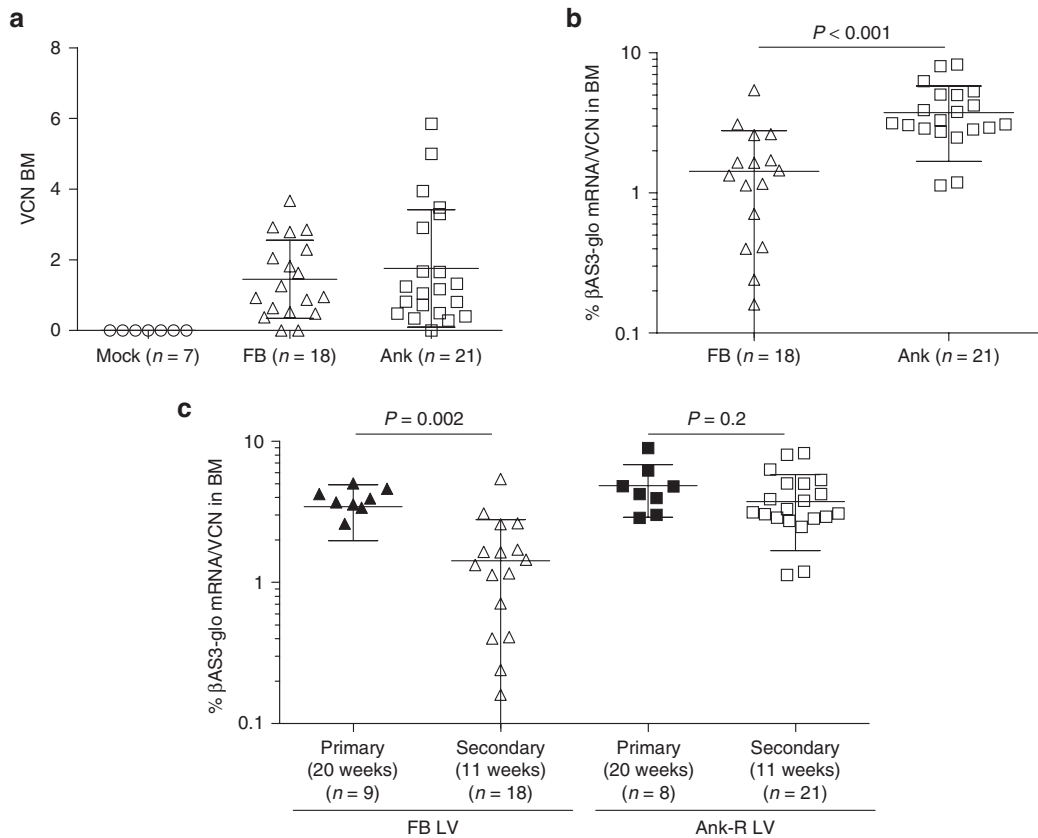 a
VCN BM
8
6
4
2
0
Mock (n = 7)
FB (n = 18)
Ank (n = 21)
b
% βAS3-glo mRNA/VCN in BM
P < 0.001
10
1
0.1
FB (n = 18)
Ank (n = 21)
c
% βAS3-glo mRNA/VCN in BM
P = 0.002
P = 0.2
10
1
0.1
Primary
(20 weeks)
(n = 9)
Secondary
(11 weeks)
(n = 18)
Primary
(20 weeks)
(n = 8)
Secondary
(11 weeks)
(n = 21)
FB LV
Ank-R LV